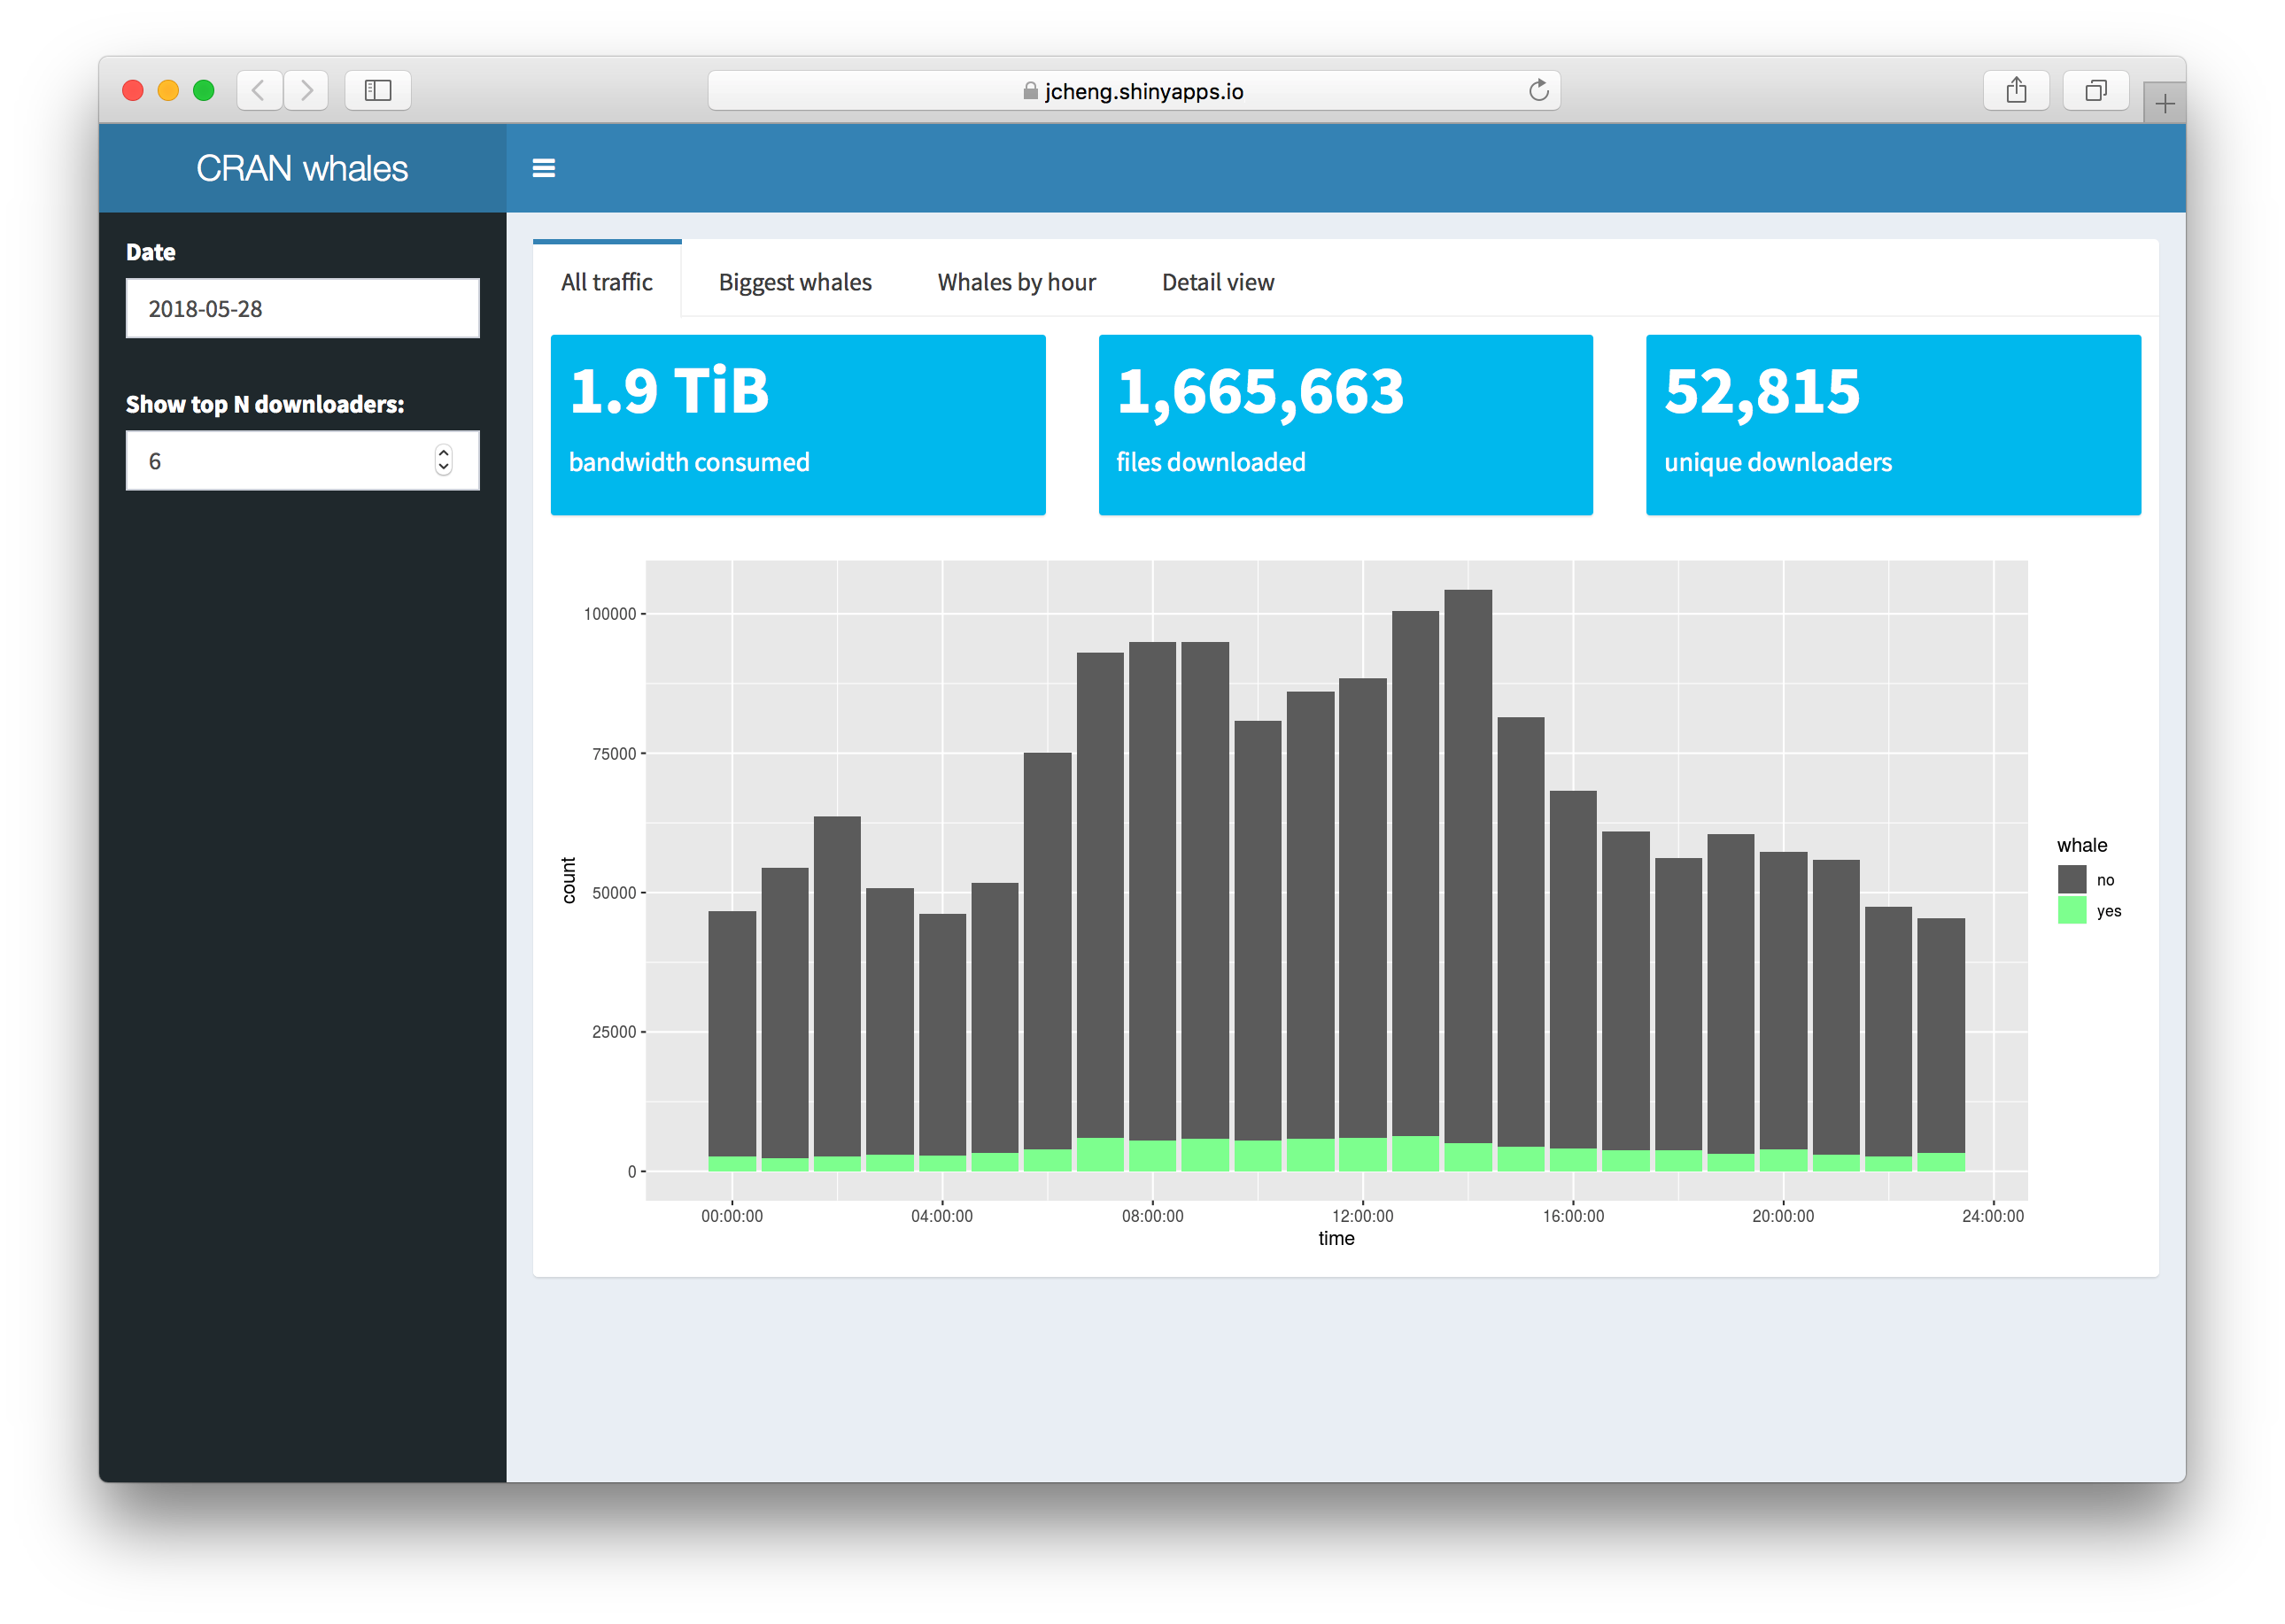 jcheng.shinyapps.io
CRAN whales
Date
2018-05-28
Show top N downloaders:
6
All traffic
Biggest whales
Whales by hour
Detail view
1.9 TiB
bandwidth consumed
1,665,663
files downloaded
52,815
unique downloaders
100000
75000
50000
25000
0
count
00:00:00
04:00:00
08:00:00
12:00:00
16:00:00
20:00:00
24:00:00
time
whale
no
yes